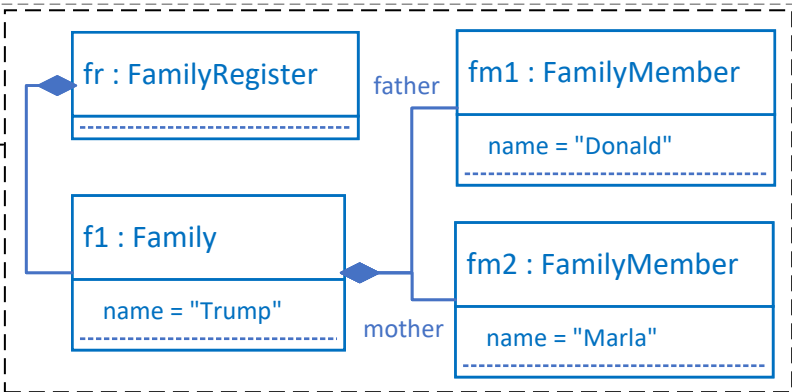 fr : FamilyRegister
father
fm1 : FamilyMember
name = "Donald"
f1 : Family
name = "Trump"
mother
fm2 : FamilyMember
name = "Marla"